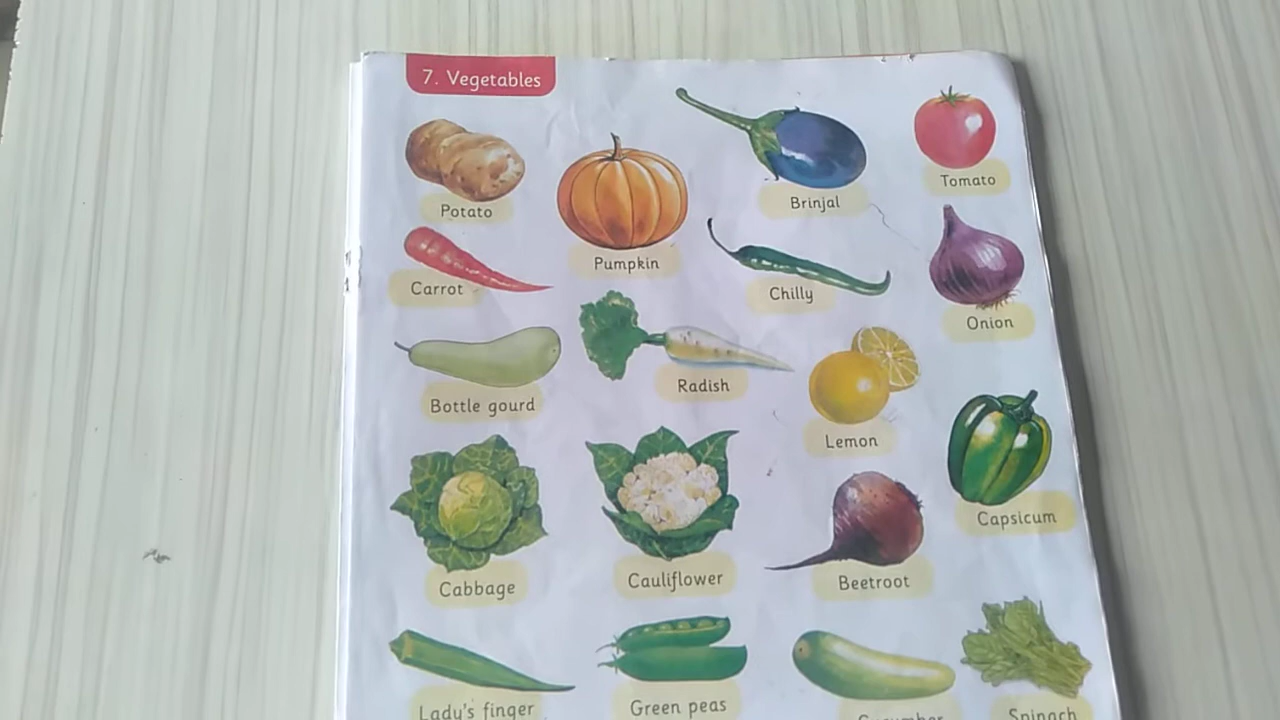 7. Vegetables
Potato
Pumpkin
Brinjal
Tomato
Carrot
Chilly
Onion
Bottle gourd
Radish
Lemon
Capsicum
Cabbage
Cauliflower
Beetroot
Lady's finger
Green peas
Cucumber
Spinach